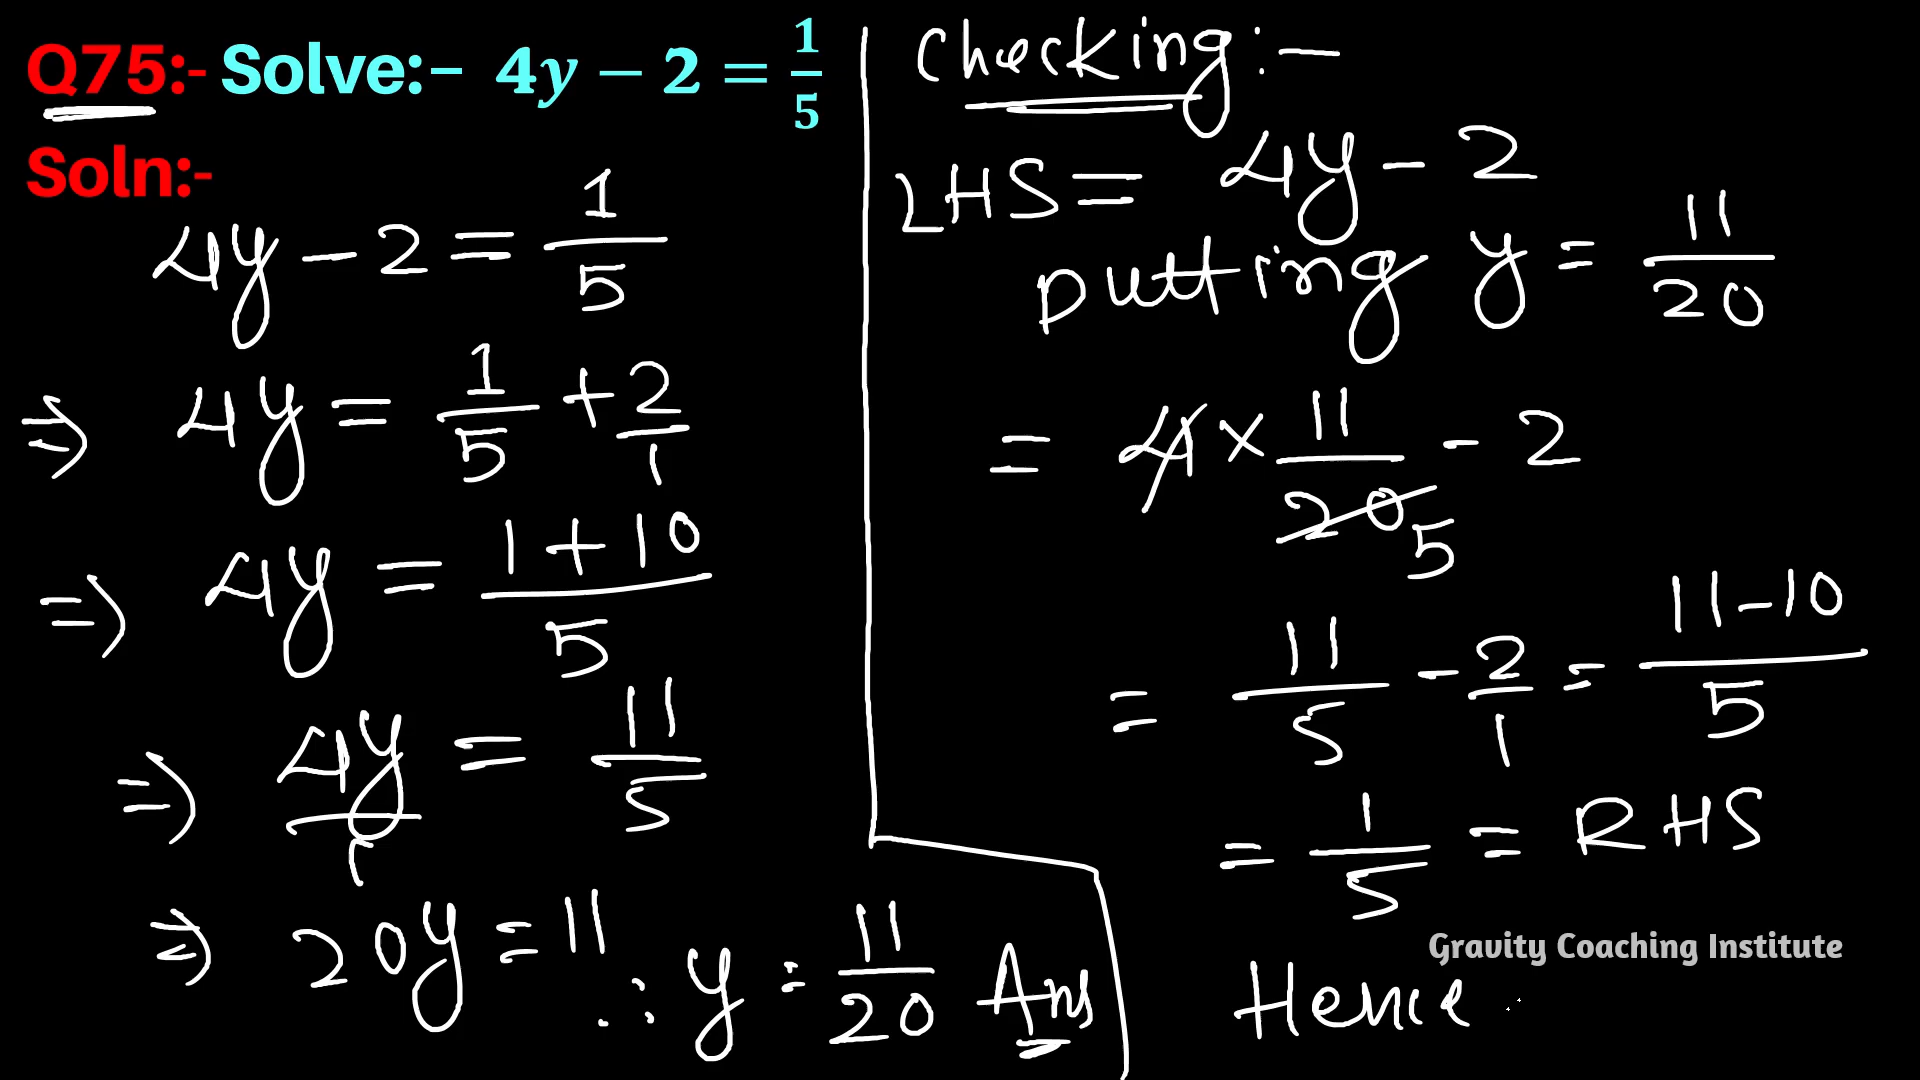 Q75:- Solve:- 4y − 2 = 1/5
Soln:-
4y − 2 = 1/5
⇒ 4y = 1/5 + 2/1
⇒ 4y = (1 + 10)/5
⇒ 4y/1 = 11/5
⇒ 20y = 11 ∴ y = 11/20 Ans
Checking:-
LHS = 4y − 2
putting y = 11/20
= 4 × 11/20 − 2
5
= 11/5 − 2/1 = (11 − 10)/5
= 1/5 = RHS
Gravity Coaching Institute
Hence